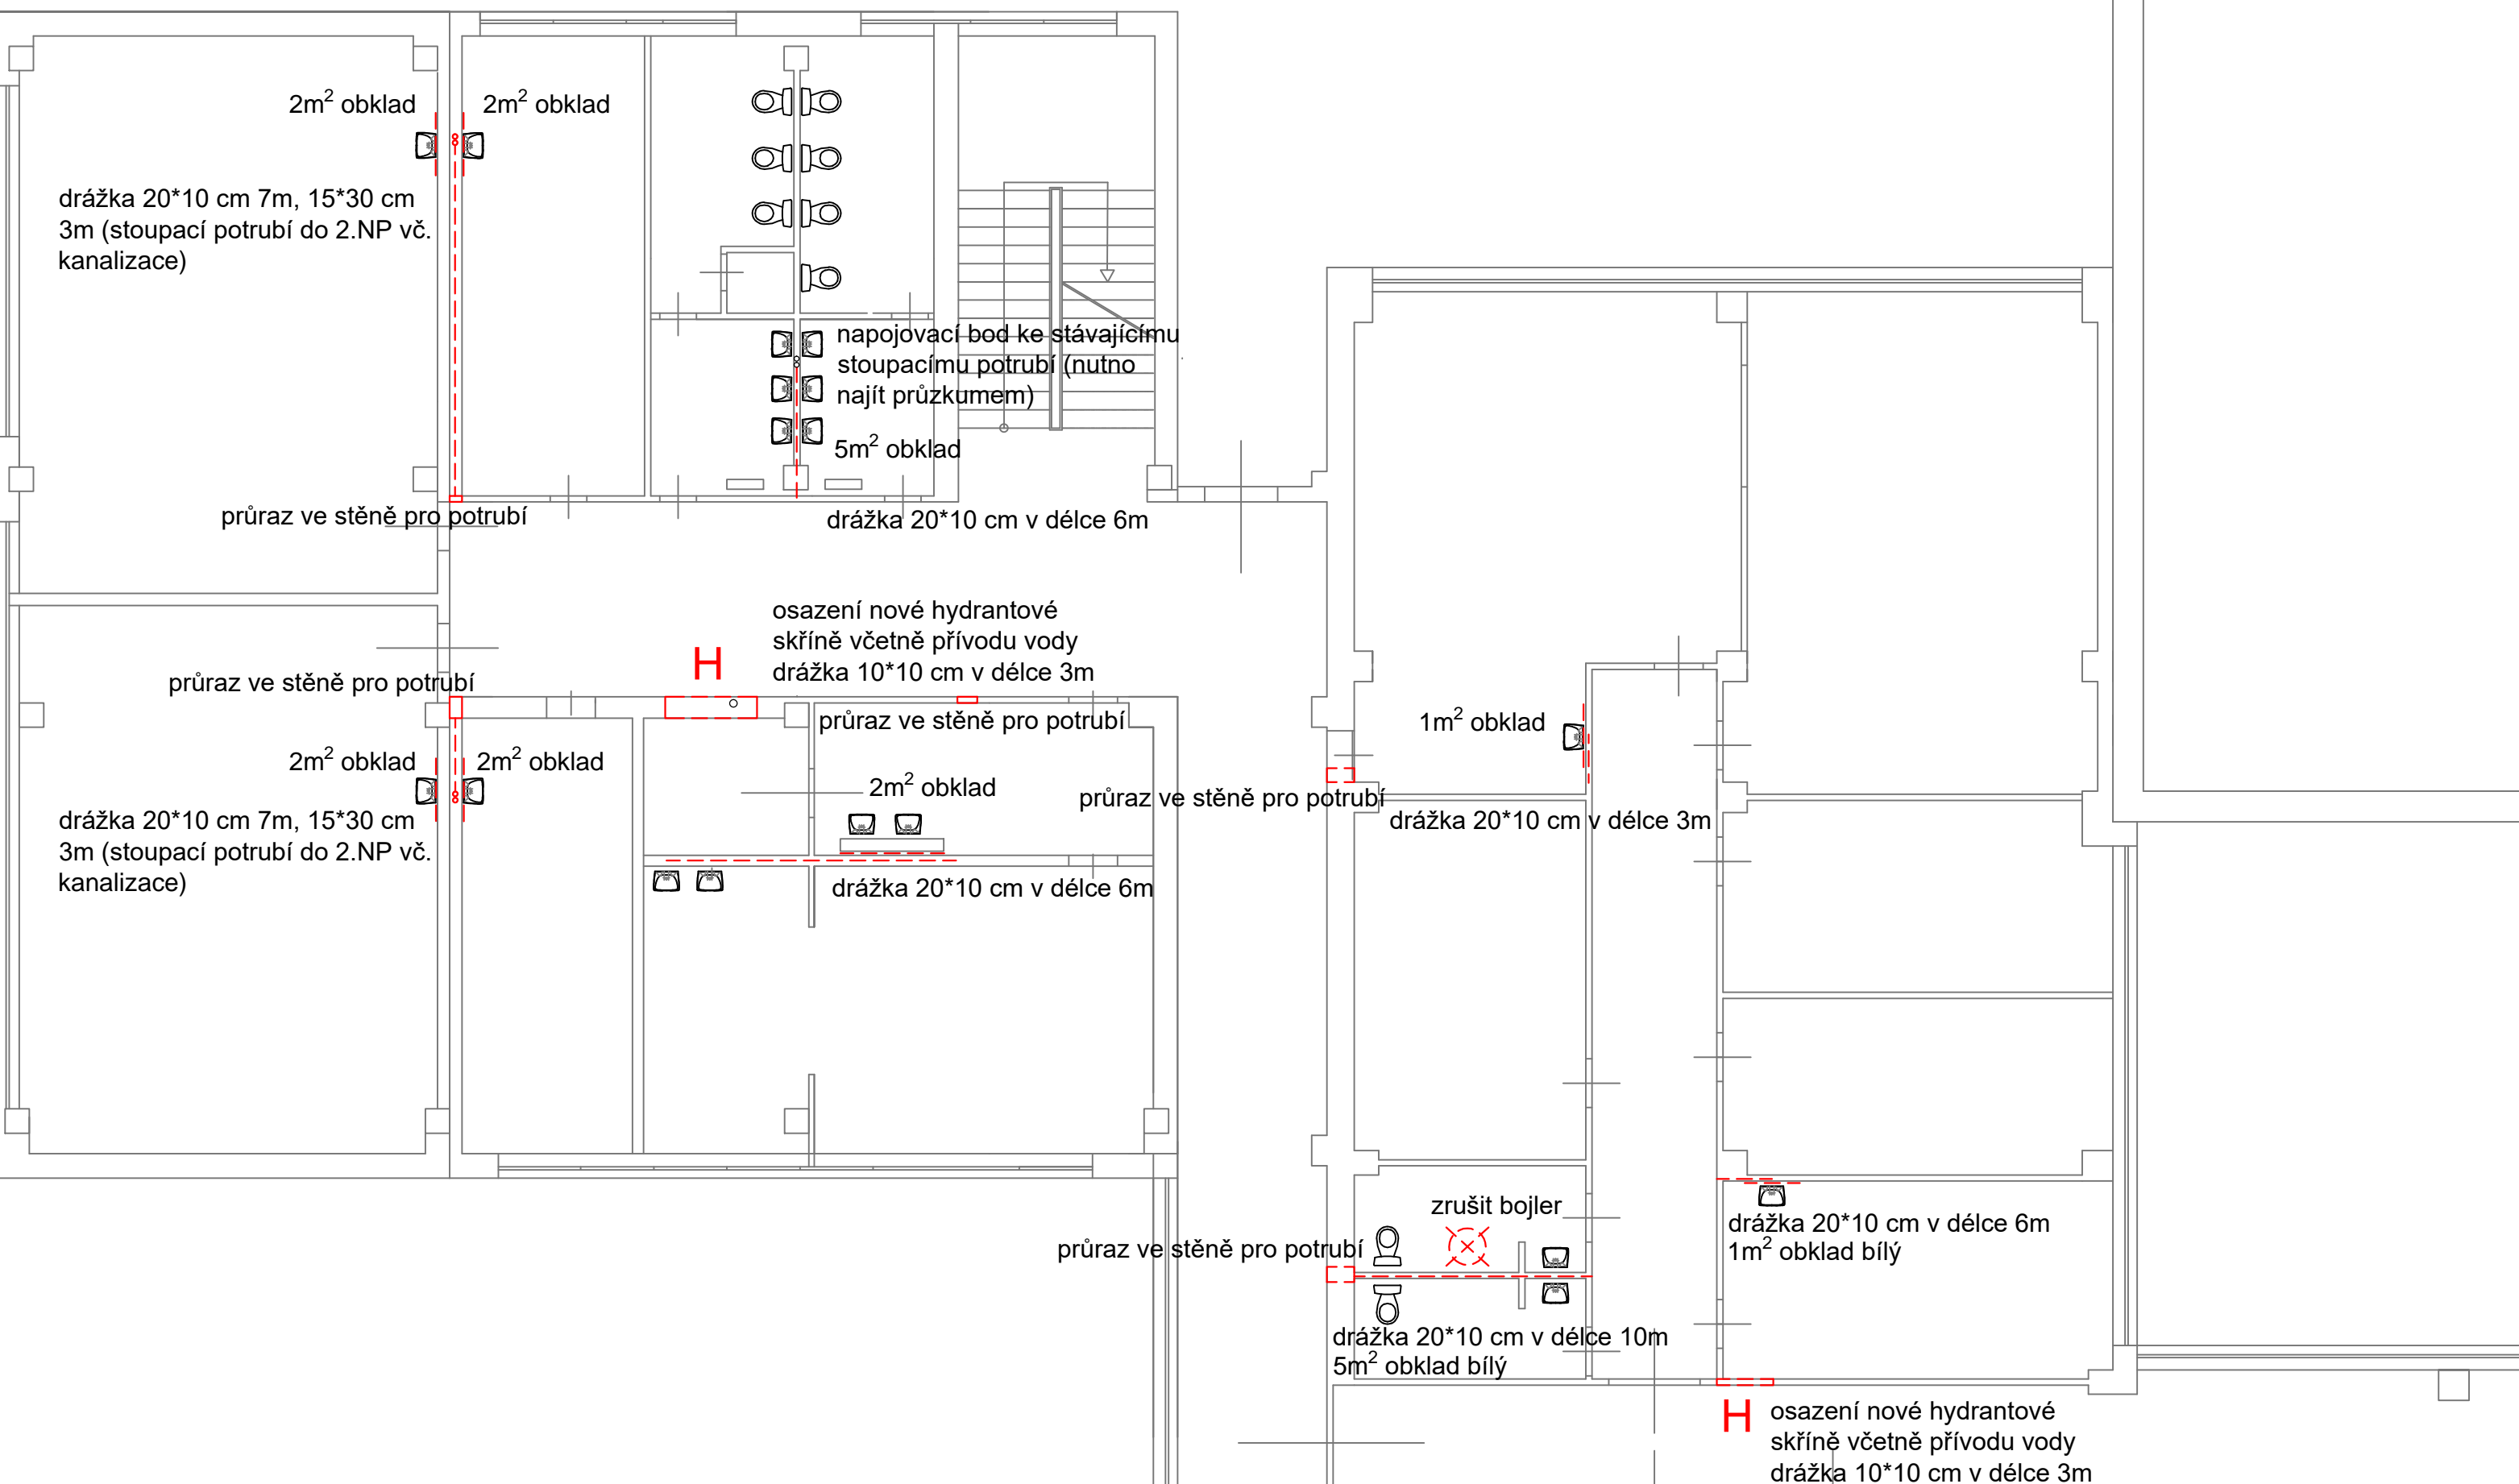 2m² obklad
2m² obklad
drážka 20*10 cm 7m, 15*30 cm
3m (stoupací potrubí do 2.NP vč.
kanalizace)
napojovací bod ke stávajícímu
stoupacímu potrubí (nutno
najít průzkumem)
5m² obklad
průraz ve stěně pro potrubí
drážka 20*10 cm v délce 6m
osazení nové hydrantové
skříně včetně přívodu vody
drážka 10*10 cm v délce 3m
H
průraz ve stěně pro potrubí
průraz ve stěně pro potrubí
1m² obklad
2m² obklad
2m² obklad
2m² obklad
průraz ve stěně pro potrubí
drážka 20*10 cm v délce 3m
drážka 20*10 cm 7m, 15*30 cm
3m (stoupací potrubí do 2.NP vč.
kanalizace)
drážka 20*10 cm v délce 6m
zrušit bojler
průraz ve stěně pro potrubí
drážka 20*10 cm v délce 6m
1m² obklad bílý
drážka 20*10 cm v délce 10m
5m² obklad bílý
H
osazení nové hydrantové
skříně včetně přívodu vody
drážka 10*10 cm v délce 3m